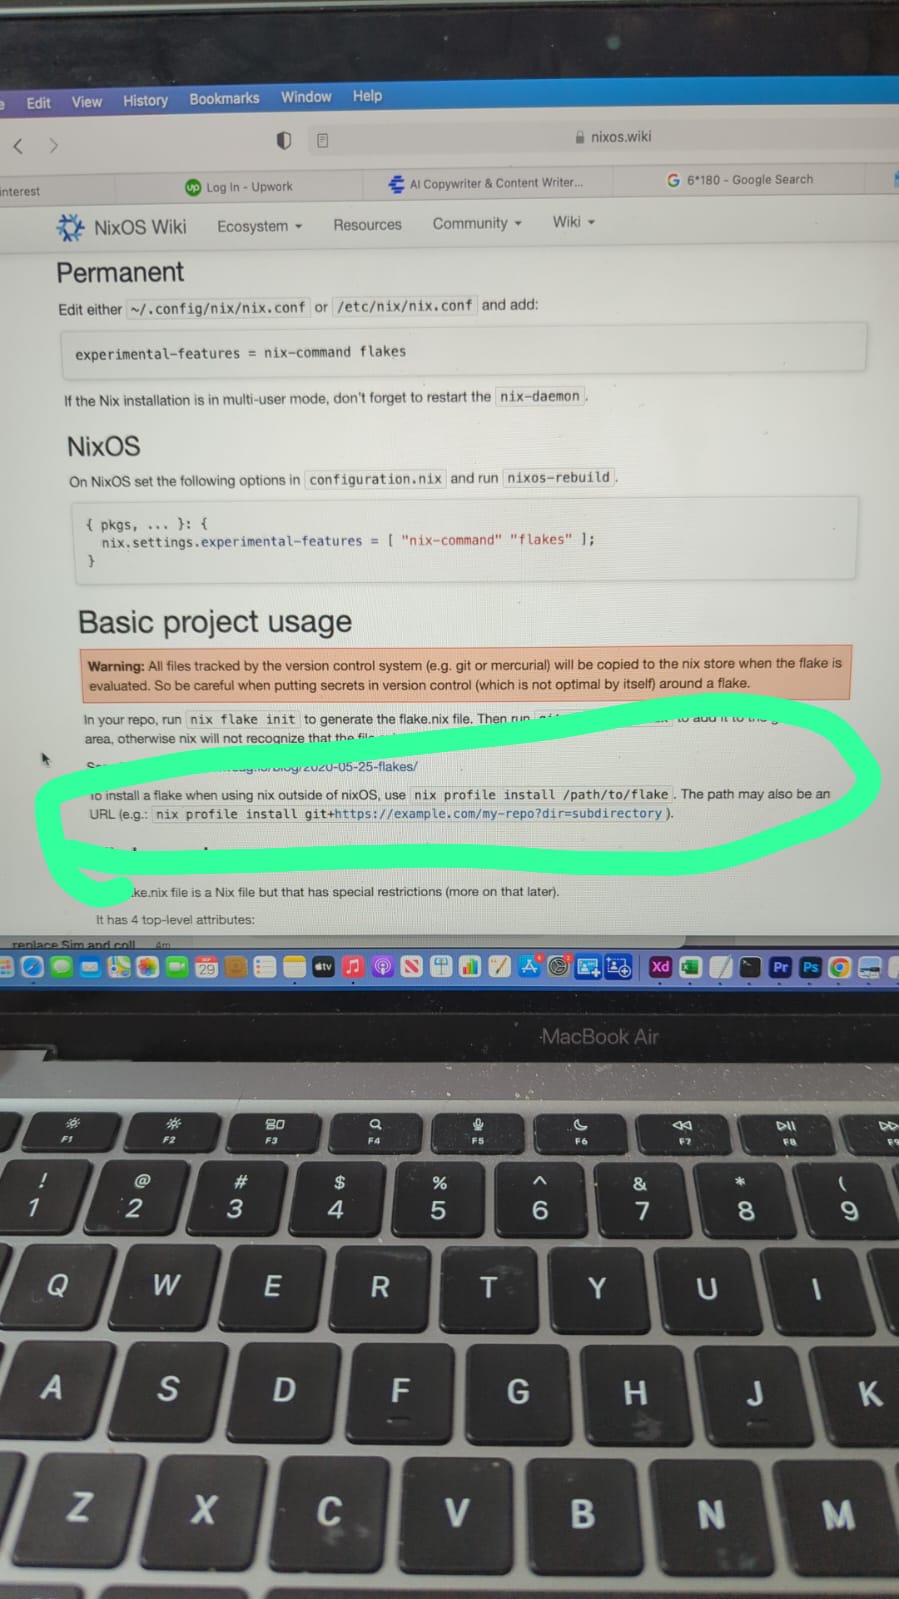 Edit View History Bookmarks Window Help
nixos.wiki
interest
up Log In - Upwork
AI Copywriter & Content Writer...
G 6*180 - Google Search
NixOS Wiki Ecosystem Resources Community Wiki
Permanent
Edit either ~/.config/nix/nix.conf or /etc/nix/nix.conf and add:
experimental-features = nix-command flakes
If the Nix installation is in multi-user mode, don't forget to restart the nix-daemon.
NixOS
On NixOS set the following options in configuration.nix and run nixos-rebuild.
{ pkgs, ... }: {
nix.settings.experimental-features = [ "nix-command" "flakes" ];
}
Basic project usage
Warning: All files tracked by the version control system (e.g. git or mercurial) will be copied to the nix store when the flake is
evaluated. So be careful when putting secrets in version control (which is not optimal by itself) around a flake.
In your repo, run nix flake init to generate the flake.nix file. Then run to add it to the
area, otherwise nix will not recognize that the
/blog/2020-05-25-flakes/
To install a flake when using nix outside of nixOS, use nix profile install /path/to/flake. The path may also be an
URL (e.g.: nix profile install git+https://example.com/my-repo?dir=subdirectory).
ke.nix file is a Nix file but that has special restrictions (more on that later).
It has 4 top-level attributes:
replace Sim and coll 4m
SEP
29
tv
Xd
Pr
Ps
MacBook Air
F1 F2 F3 F4 F5 F6 F7 F8 F9
! @ # $ % ^ & * (
1 2 3 4 5 6 7 8 9
Q W E R T Y U I
A S D F G H J K
Z X C V B N M